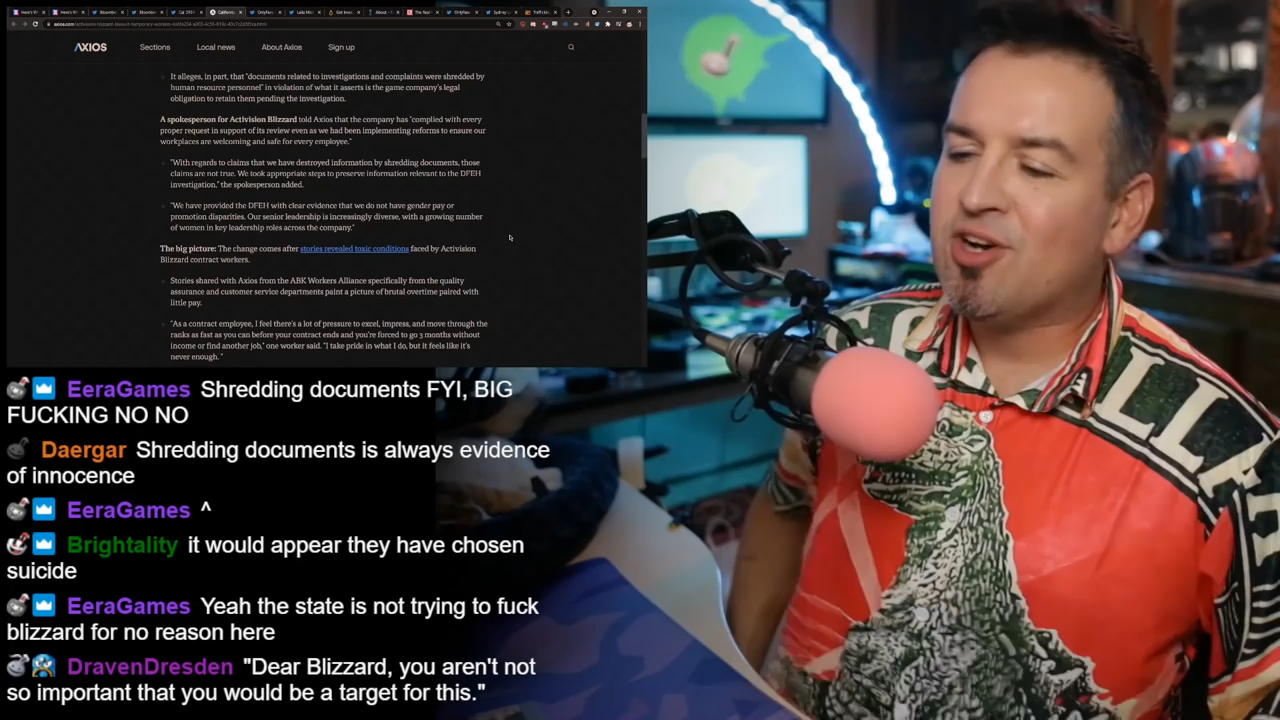 AXIOS
Sections
Local news
About Axios
Sign up
It alleges, in part, that "documents related to investigations and complaints were shredded by
human resource personnel" in violation of what it asserts is the game company's legal
obligation to retain them pending the investigation.
A spokesperson for Activision Blizzard told Axios that the company has "complied with every
proper request in support of its review even as we had been implementing reforms to ensure our
workplaces are welcoming and safe for every employee."
"With regards to claims that we have destroyed information by shredding documents, those
claims are not true. We took appropriate steps to preserve information relevant to the DFEH
investigation," the spokesperson added.
"We have provided the DFEH with clear evidence that we do not have gender pay or
promotion disparities. Our senior leadership is increasingly diverse, with a growing number
of women in key leadership roles across the company."
The big picture: The change comes after stories revealed toxic conditions faced by Activision
Blizzard contract workers.
Stories shared with Axios from the ABK Workers Alliance specifically from the quality
assurance and customer service departments paint a picture of brutal overtime paired with
little pay.
"As a contract employee, I feel there's a lot of pressure to excel, impress, and move through the
ranks as fast as you can before your contract ends and you're forced to go 3 months without
income or find another job," one worker said. "I take pride in what I do, but it feels like it's
never enough. "
EeraGames Shredding documents FYI, BIG
FUCKING NO NO
Daergar Shredding documents is always evidence
of innocence
EeraGames ^
Brightality it would appear they have chosen
suicide
EeraGames Yeah the state is not trying to fuck
blizzard for no reason here
DravenDresden "Dear Blizzard, you aren't not
so important that you would be a target for this."